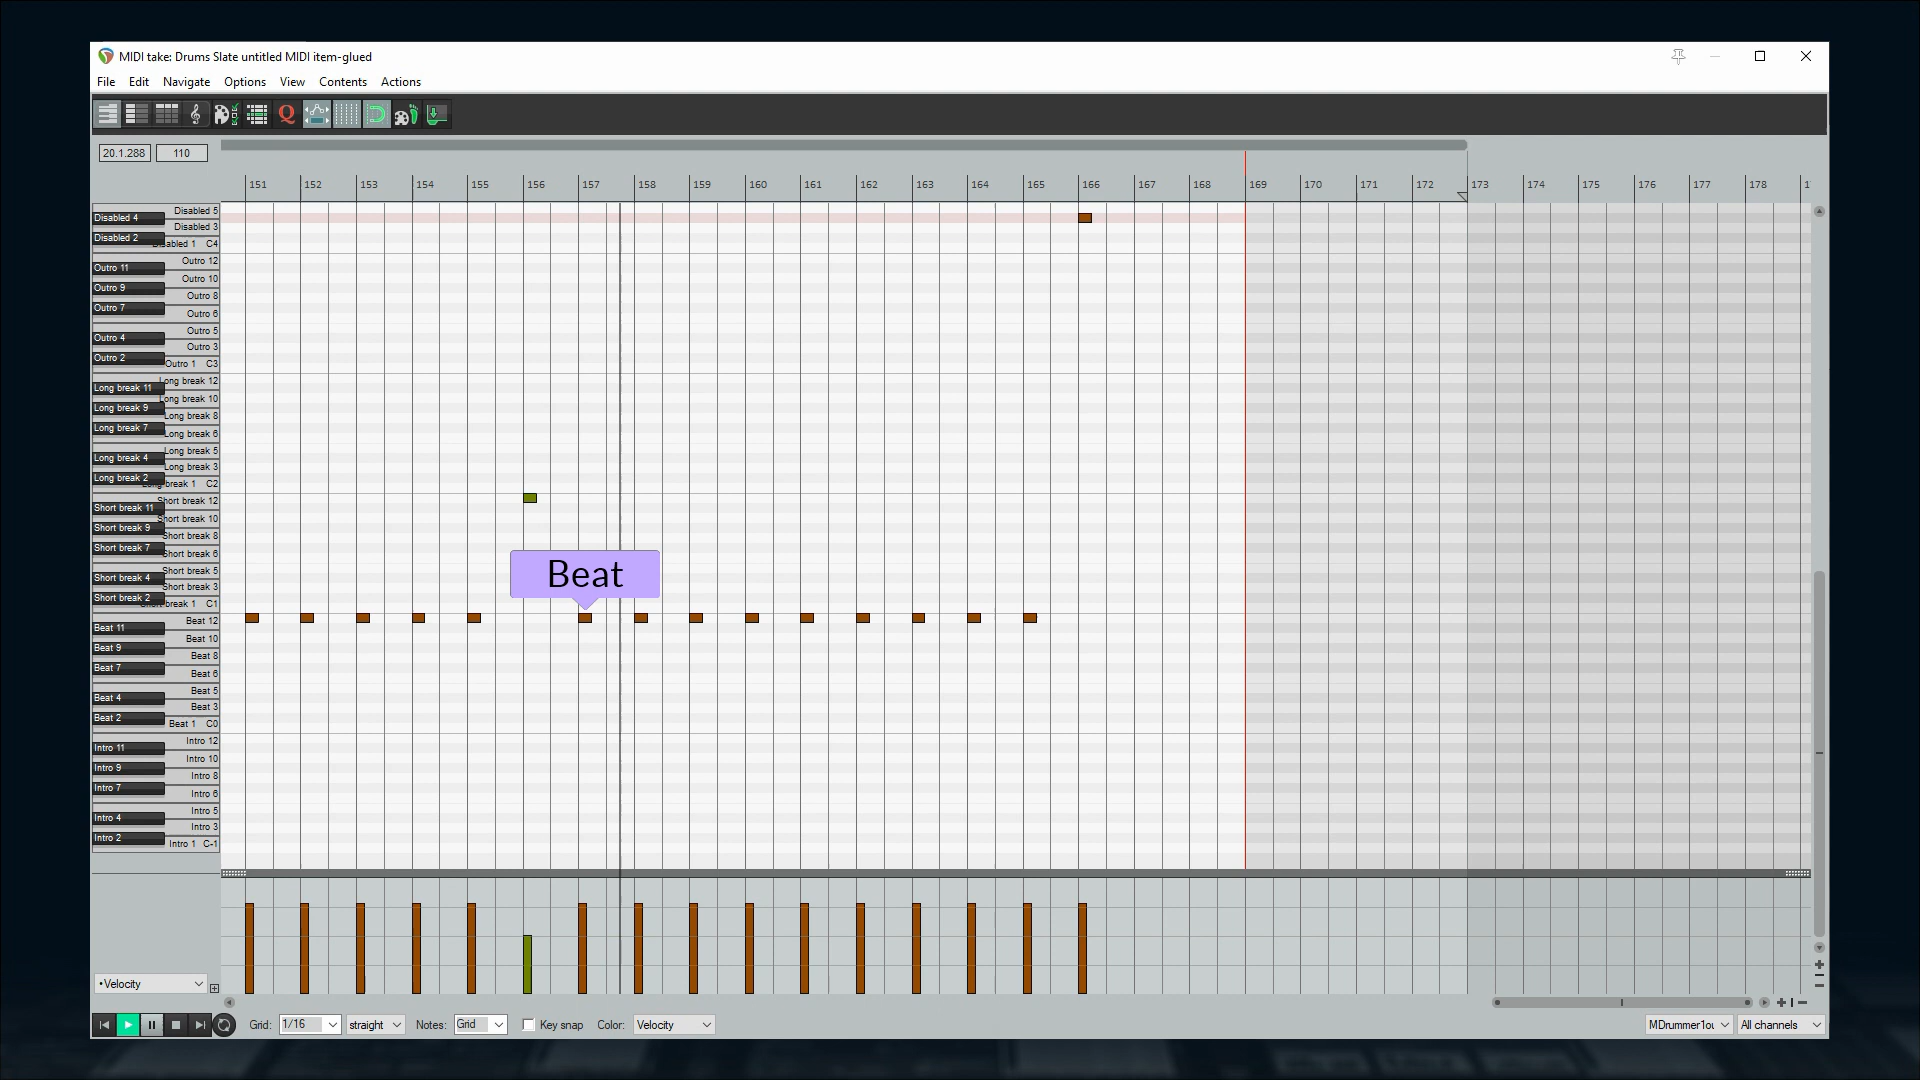 MIDI take: Drums Slate untitled MIDI item-glued
File Edit Navigate Options View Contents Actions
Q
20.1.288 110
151 152 153 154 155 156 157 158 159 160 161 162 163 164 165 166 167 168 169 170 171 172 173 174 175 176 177 178
Disabled 5
Disabled 4
Disabled 3
Disabled 2
C4
Outro 12
Outro 11
Outro 10
Outro 9
Outro 8
Outro 7
Outro 6
Outro 5
Outro 4
Outro 3
Outro 2
Outro 1 C3
Long break 12
Long break 11
Long break 10
Long break 9
Long break 8
Long break 7
Long break 6
Long break 5
Long break 4
Long break 3
Long break 2
break 1 C2
Short break 12
Short break 11
Short break 10
Short break 9
Short break 8
Short break 7
Short break 6
Short break 5
Short break 4
Short break 3
Short break 2
break 1 C1
Beat
Beat 12
Beat 11
Beat 10
Beat 9
Beat 8
Beat 7
Beat 6
Beat 5
Beat 4
Beat 3
Beat 2
Beat 1 C0
Intro 12
Intro 11
Intro 10
Intro 9
Intro 8
Intro 7
Intro 6
Intro 5
Intro 4
Intro 3
Intro 2
Intro 1 C-1
•Velocity
Grid: 1/16 straight Notes: Grid Key snap Color: Velocity MDrummer1ou All channels